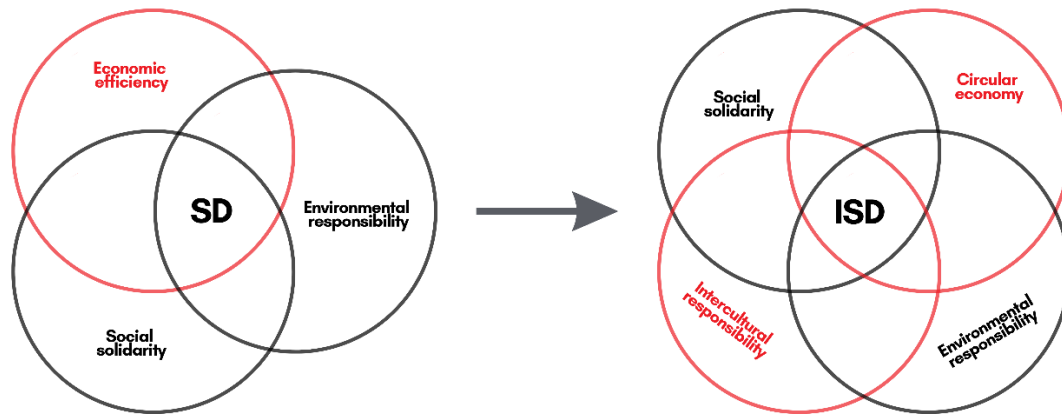 Economic
efficiency
SD
Environmental
responsibility
Social
solidarity
Social
solidarity
Circular
economy
ISD
Intercultural
responsibility
Environmental
responsibility